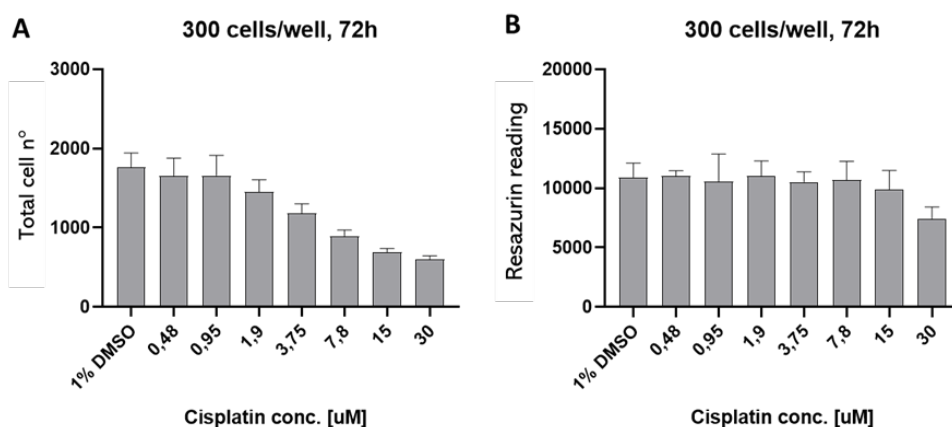 A
300 cells/well, 72h
Total cell n°
3000
2000
1000
0
1% DMSO
0,48
0,95
1,9
3,75
7,8
15
30
Cisplatin conc. [uM]
B
300 cells/well, 72h
Resazurin reading
20000
15000
10000
5000
0
1% DMSO
0,48
0,95
1,9
3,75
7,8
15
30
Cisplatin conc. [uM]